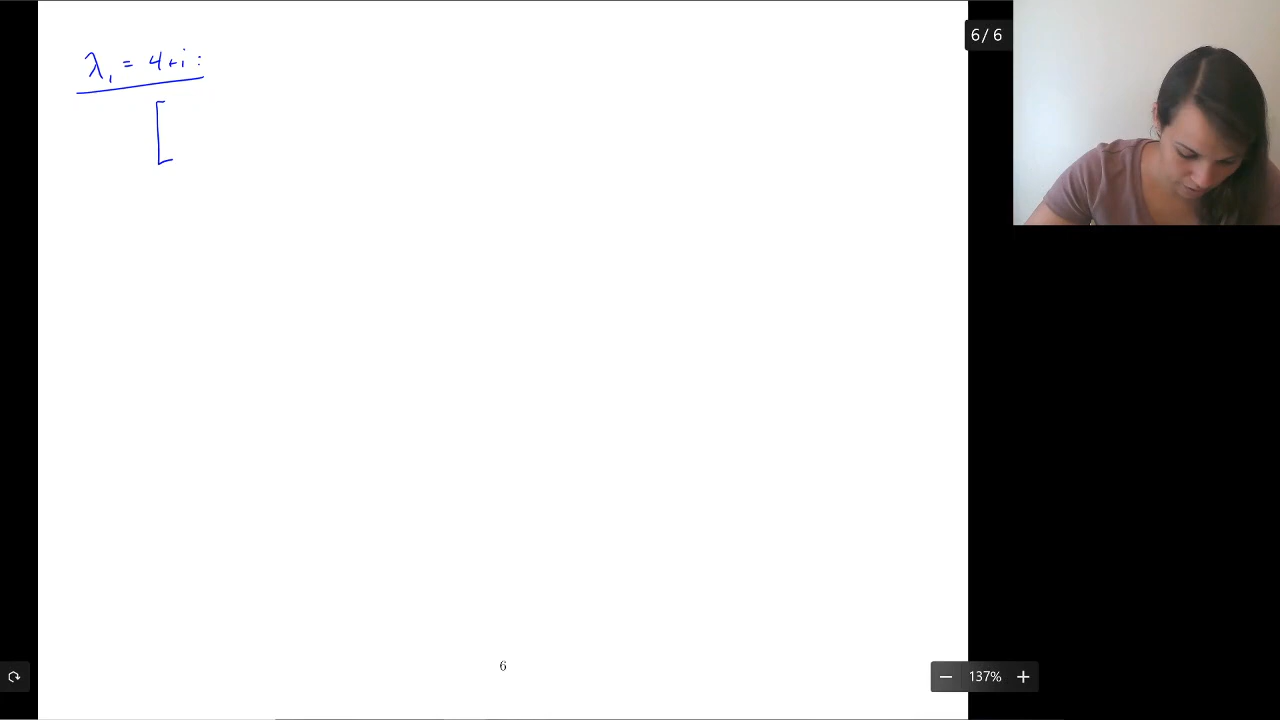 λ₁ = 4+i :
[
6
6 / 6
137%